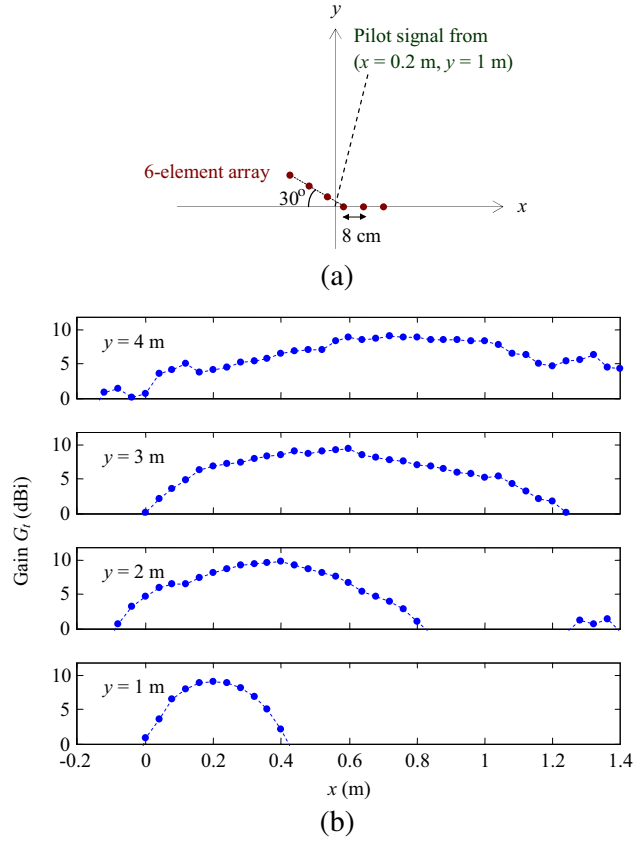 y
Pilot signal from
(x = 0.2 m, y = 1 m)
6-element array
30°
x
8 cm
(a)
10
5
0
y = 4 m
10
5
0
y = 3 m
10
5
0
y = 2 m
10
5
0
y = 1 m
Gain Gt (dBi)
-0.2 0 0.2 0.4 0.6 0.8 1 1.2 1.4
x (m)
(b)